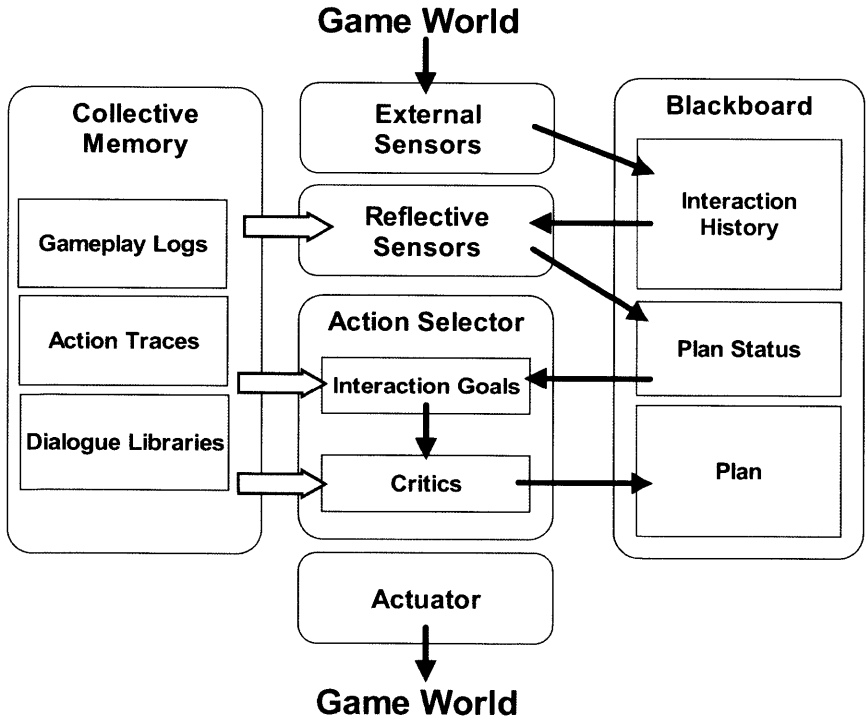 Game World
Collective
Memory
Gameplay Logs
Action Traces
Dialogue Libraries
External
Sensors
Reflective
Sensors
Action Selector
Interaction Goals
Critics
Actuator
Blackboard
Interaction
History
Plan Status
Plan
Game World